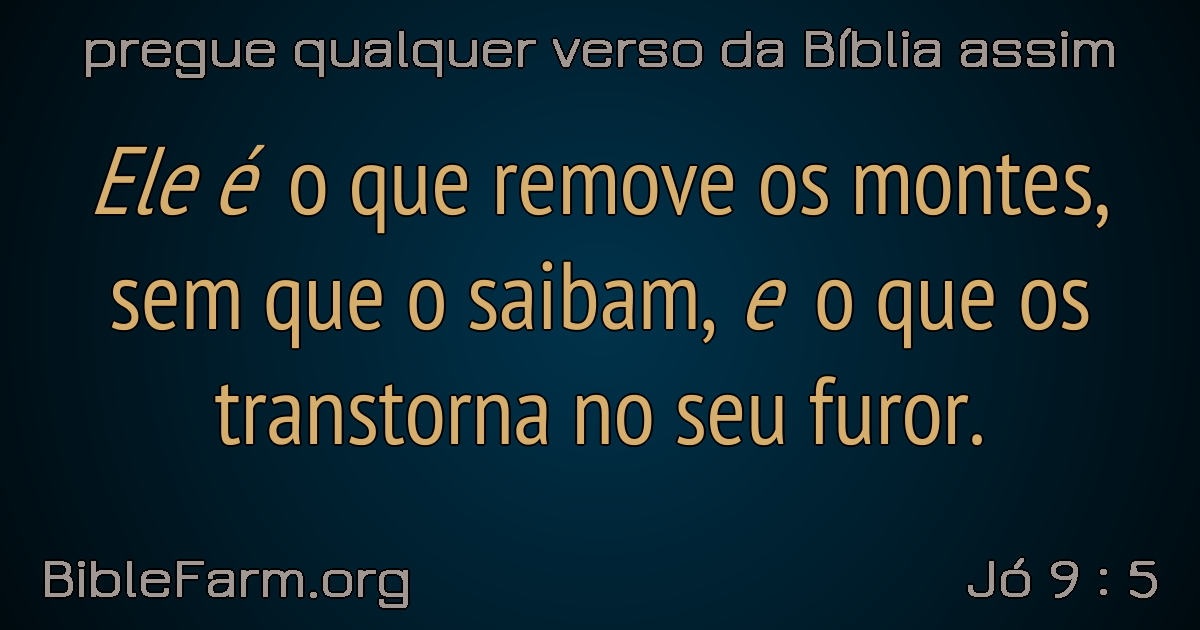 pregue qualquer verso da Bíblia assim
Ele é o que remove os montes,
sem que o saibam, e o que os
transtorna no seu furor.
BibleFarm.org
Jó 9 : 5